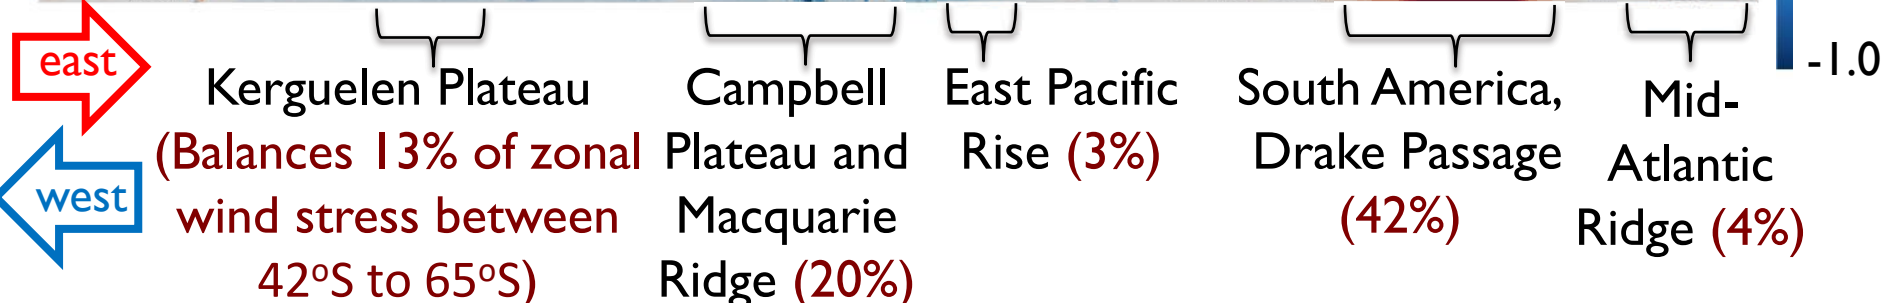 east
west
Kerguelen Plateau
(Balances 13% of zonal
wind stress between
42°S to 65°S)
Campbell
Plateau and
Macquarie
Ridge (20%)
East Pacific
Rise (3%)
South America,
Drake Passage
(42%)
Mid-
Atlantic
Ridge (4%)
-1.0